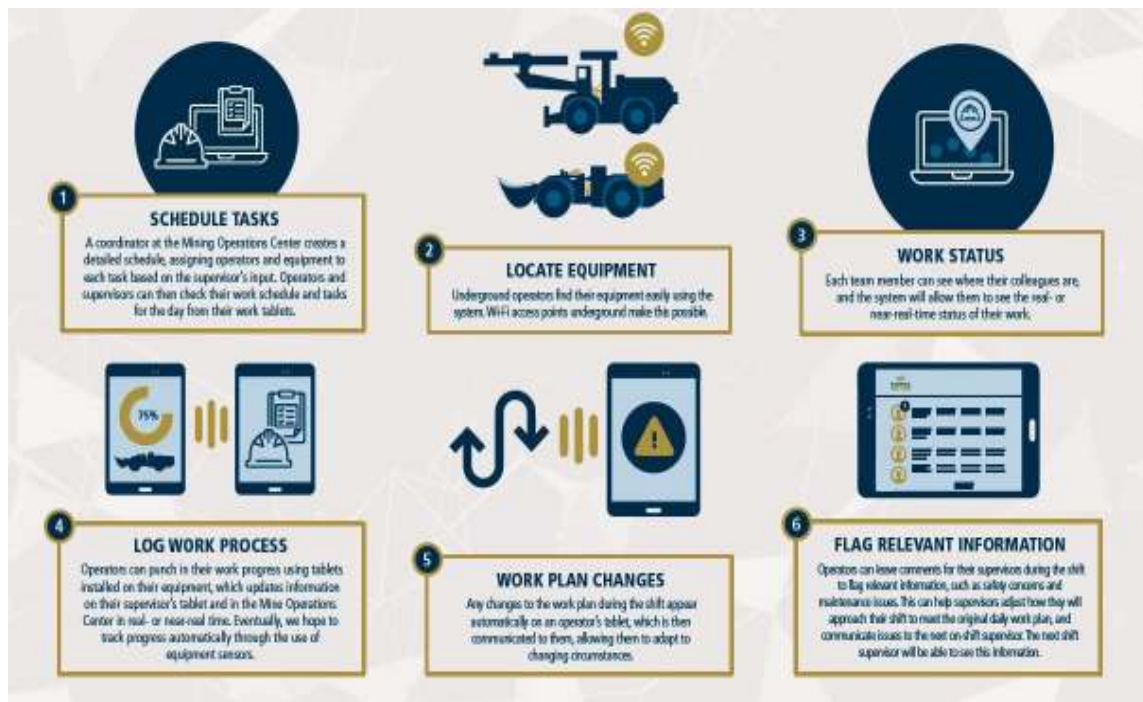 1
SCHEDULE TASKS
A coordinator at the Mining Operations Center creates a
detailed schedule, assigning operators and equipment to
each task based on the supervisor's input. Operators and
supervisors can then check their work schedule and tasks
for the day from their work tablets.
2
LOCATE EQUIPMENT
Underground operators find their equipment easily using the
system. Wi-Fi access points underground make this possible.
3
WORK STATUS
Each team member can see where their colleagues are,
and the system will allow them to see the real- or
near-real-time status of their work.
75%
4
LOG WORK PROCESS
Operators can punch in their work progress using tablets
installed on their equipment, which updates information
on their supervisor's tablet and in the Mine Operations
Center in real- or near-real time. Eventually, we hope to
track progress automatically through the use of
equipment sensors.
5
WORK PLAN CHANGES
Any changes to the work plan during the shift appear
automatically on an operator's tablet, which is then
communicated to them, allowing them to adapt to
changing circumstances.
6
FLAG RELEVANT INFORMATION
Operators can leave comments for their supervisors during the shift
to flag relevant information, such as safety concerns and
maintenance issues. This can help supervisors adjust how they will
approach their shift to meet the original daily work plan, and
communicate issues to the next on-shift supervisor. The next shift
supervisor will be able to see this information.